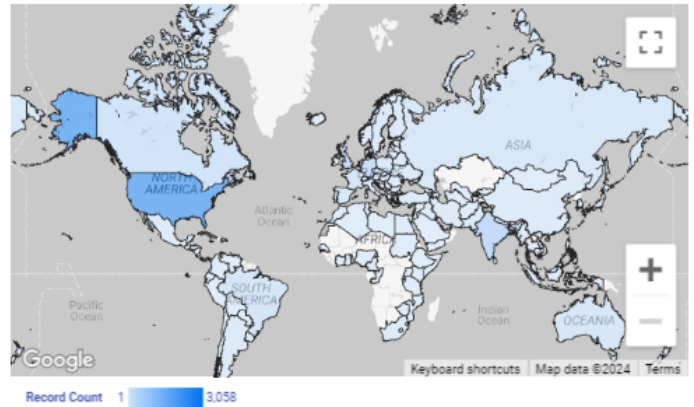 ASIA
NORTH
AMERICA
Atlantic
Ocean
AFRICA
SOUTH
AMERICA
Pacific
Ocean
Indian
Ocean
OCEANIA
+
Google
Keyboard shortcuts
Map data ©2024
Terms
Record Count 1 3,058